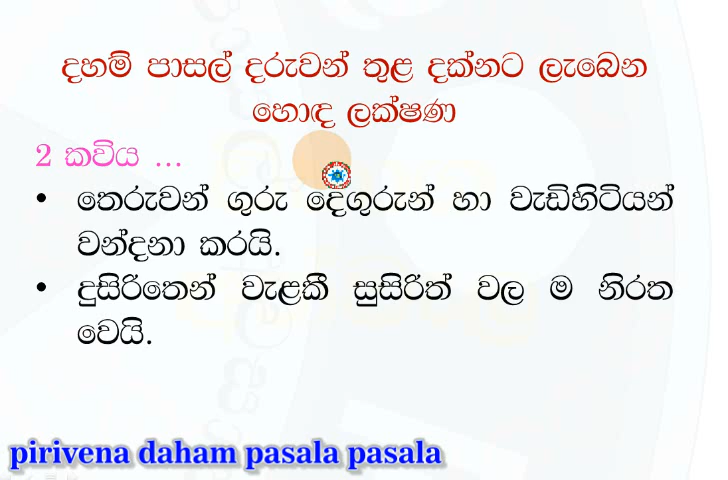 දහම් පාසල් දරුවන් තුළ දක්නට ලැබෙන
හොඳ ලක්ෂණ
2 කවිය ...
• තෙරුවන් ගුරු දෙගුරුන් හා වැඩිහිටියන්
වන්දනා කරයි.
• දුසිරිතෙන් වැළකී සුසිරිත් වල ම නිරත
වෙයි.
pirivena daham pasala pasala